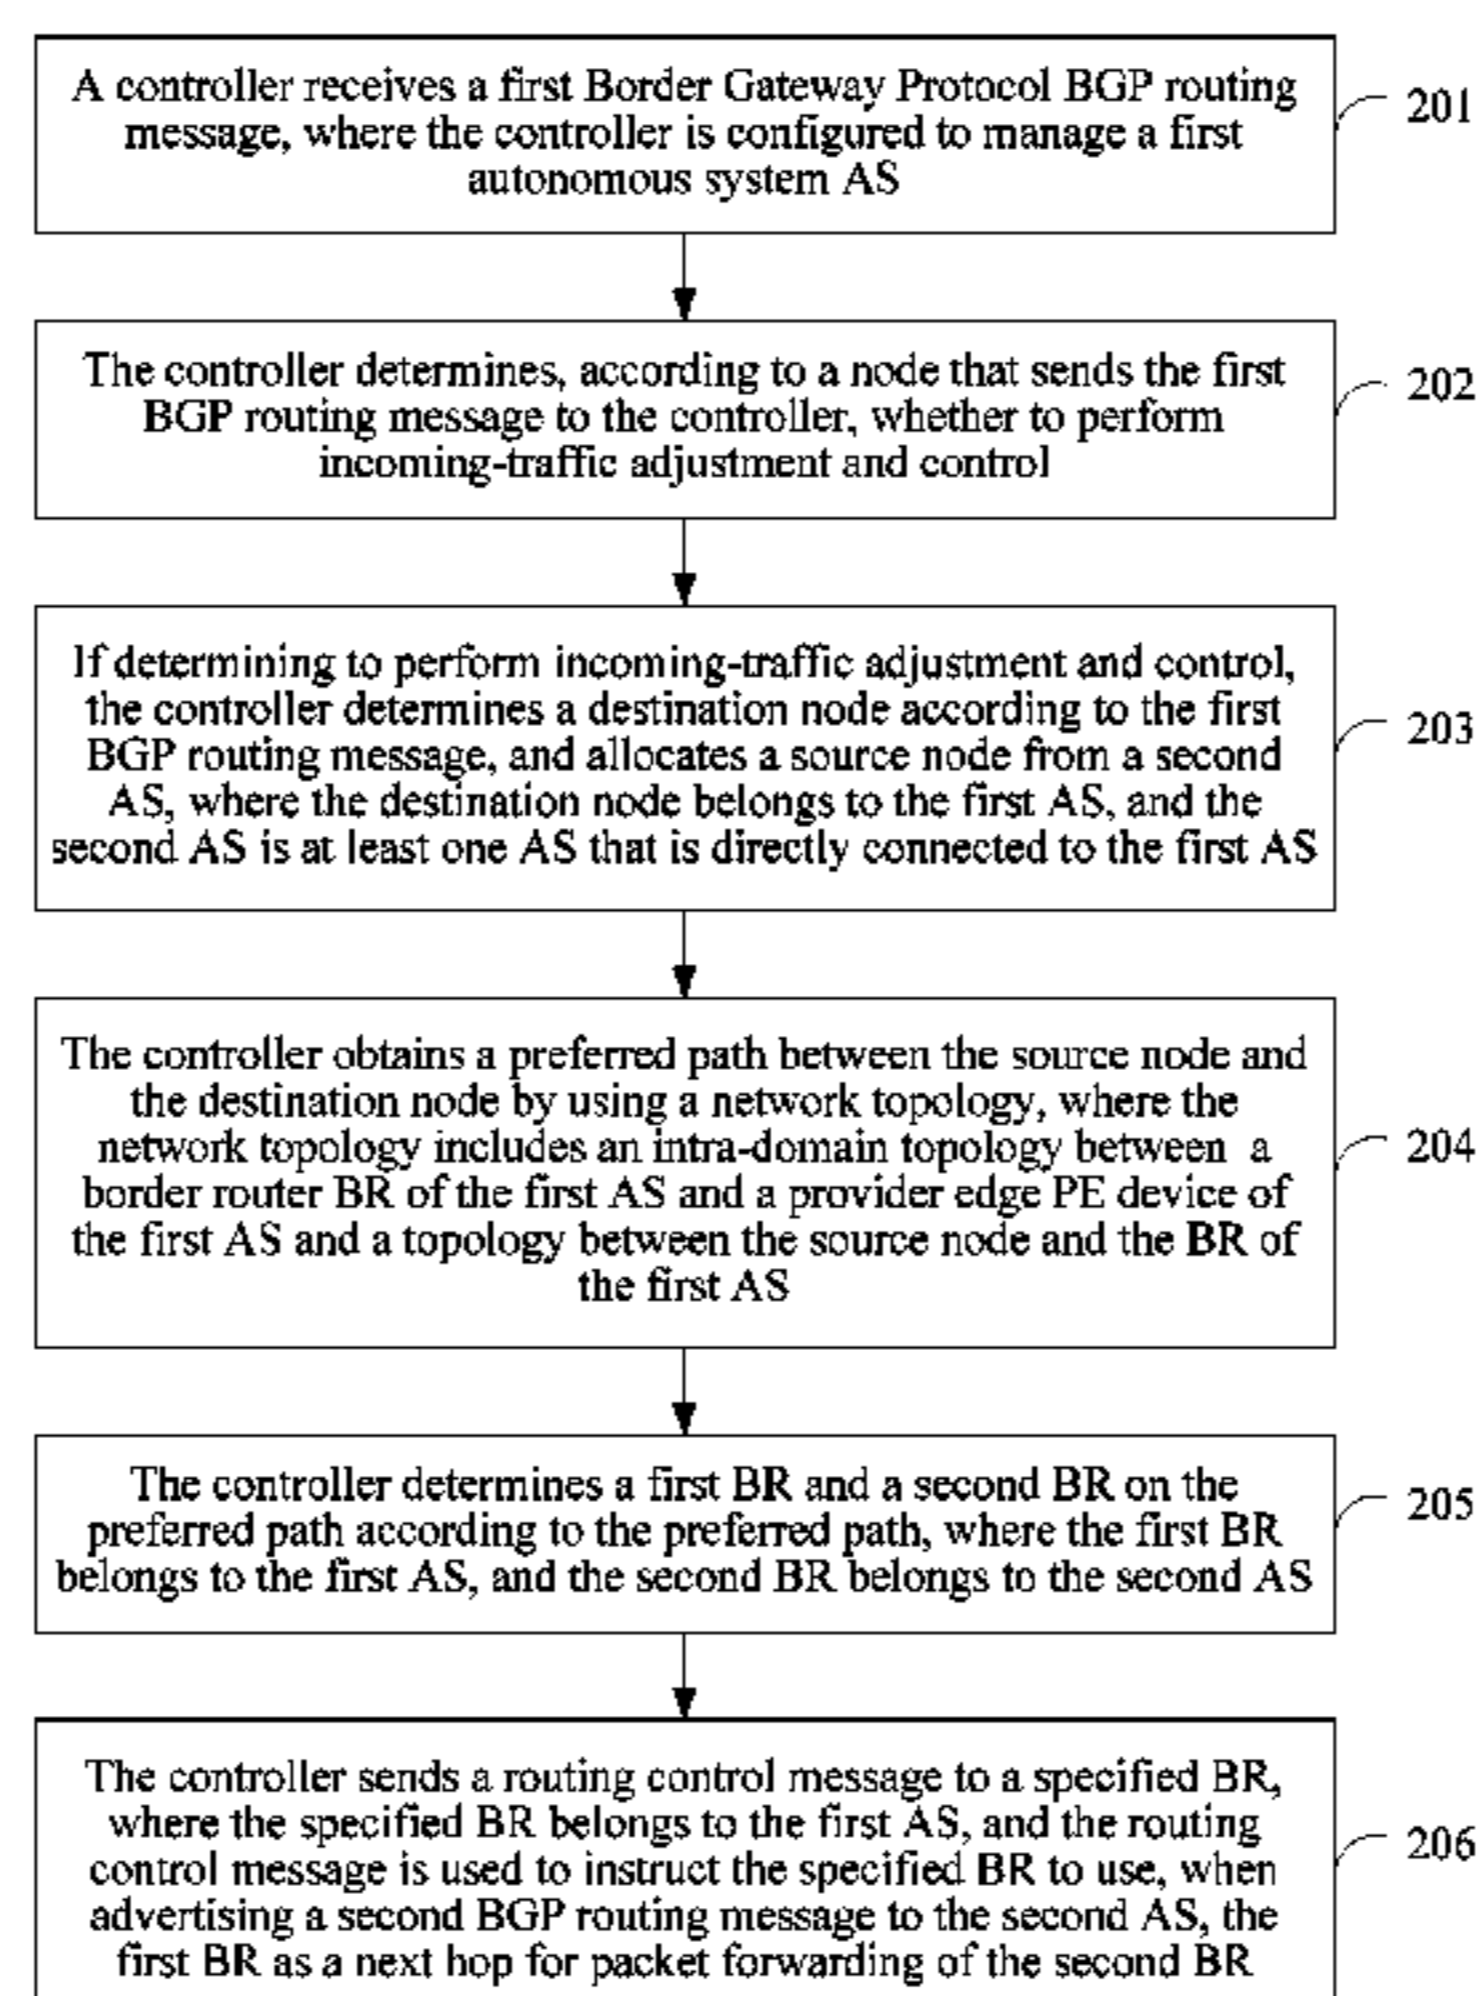 A controller receives a first Border Gateway Protocol BGP routing
message, where the controller is configured to manage a first
autonomous system AS
201
The controller determines, according to a node that sends the first
BGP routing message to the controller, whether to perform
incoming-traffic adjustment and control
202
If determining to perform incoming-traffic adjustment and control,
the controller determines a destination node according to the first
BGP routing message, and allocates a source node from a second
AS, where the destination node belongs to the first AS, and the
second AS is at least one AS that is directly connected to the first AS
203
The controller obtains a preferred path between the source node and
the destination node by using a network topology, where the
network topology includes an intra-domain topology between a
border router BR of the first AS and a provider edge PE device of
the first AS and a topology between the source node and the BR of
the first AS
204
The controller determines a first BR and a second BR on the
preferred path according to the preferred path, where the first BR
belongs to the first AS, and the second BR belongs to the second AS
205
The controller sends a routing control message to a specified BR,
where the specified BR belongs to the first AS, and the routing
control message is used to instruct the specified BR to use, when
advertising a second BGP routing message to the second AS, the
first BR as a next hop for packet forwarding of the second BR
206